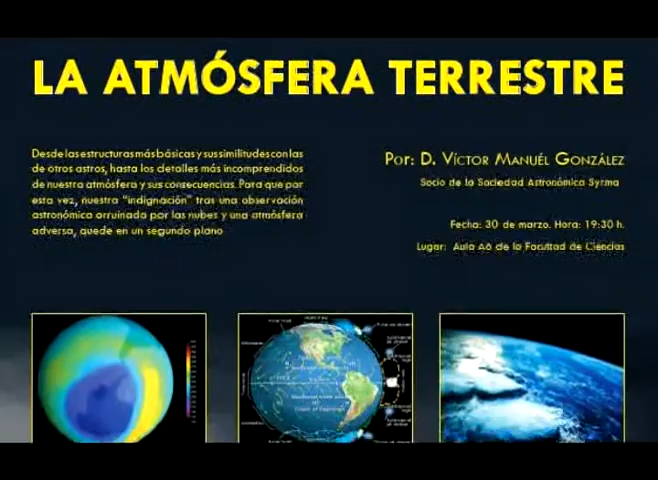 LA ATMÓSFERA TERRESTRE
Desde las estructuras más básicas y sus similitudes con las
de otros astros, hasta los detalles más incomprendidos
de nuestra atmósfera y sus consecuencias. Para que por
esta vez, nuestra "indignación" tras una observación
astronómica arruinada por las nubes y una atmósfera
adversa, quede en un segundo plano
Por: D. Víctor Manuél González
Socio de la Sociedad Astronómica Syrma
Fecha: 30 de marzo. Hora: 19:30 h.
Lugar: Aula A6 de la Facultad de Ciencias